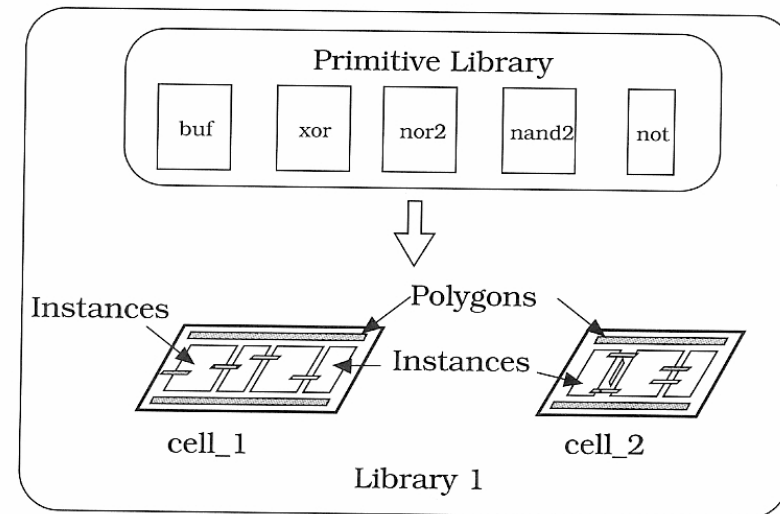 Primitive Library
buf
xor
nor2
nand2
not
Polygons
Instances
Instances
cell_1
cell_2
Library 1